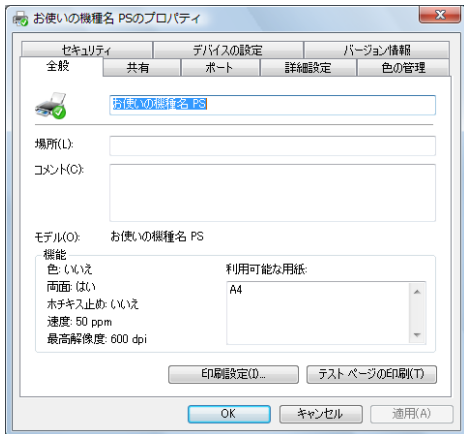 お使いの機種名 PSのプロパティ
セキュリティ デバイスの設定 バージョン情報
全般 共有 ポート 詳細設定 色の管理
お使いの機種名 PS
場所(L):
コメント(C):
モデル(O): お使いの機種名 PS
機能
色: いいえ 利用可能な用紙:
両面: はい A4
ホチキス止め: いいえ
速度: 50 ppm
最高解像度: 600 dpi
印刷設定(I)... テスト ページの印刷(T)
OK キャンセル 適用(A)